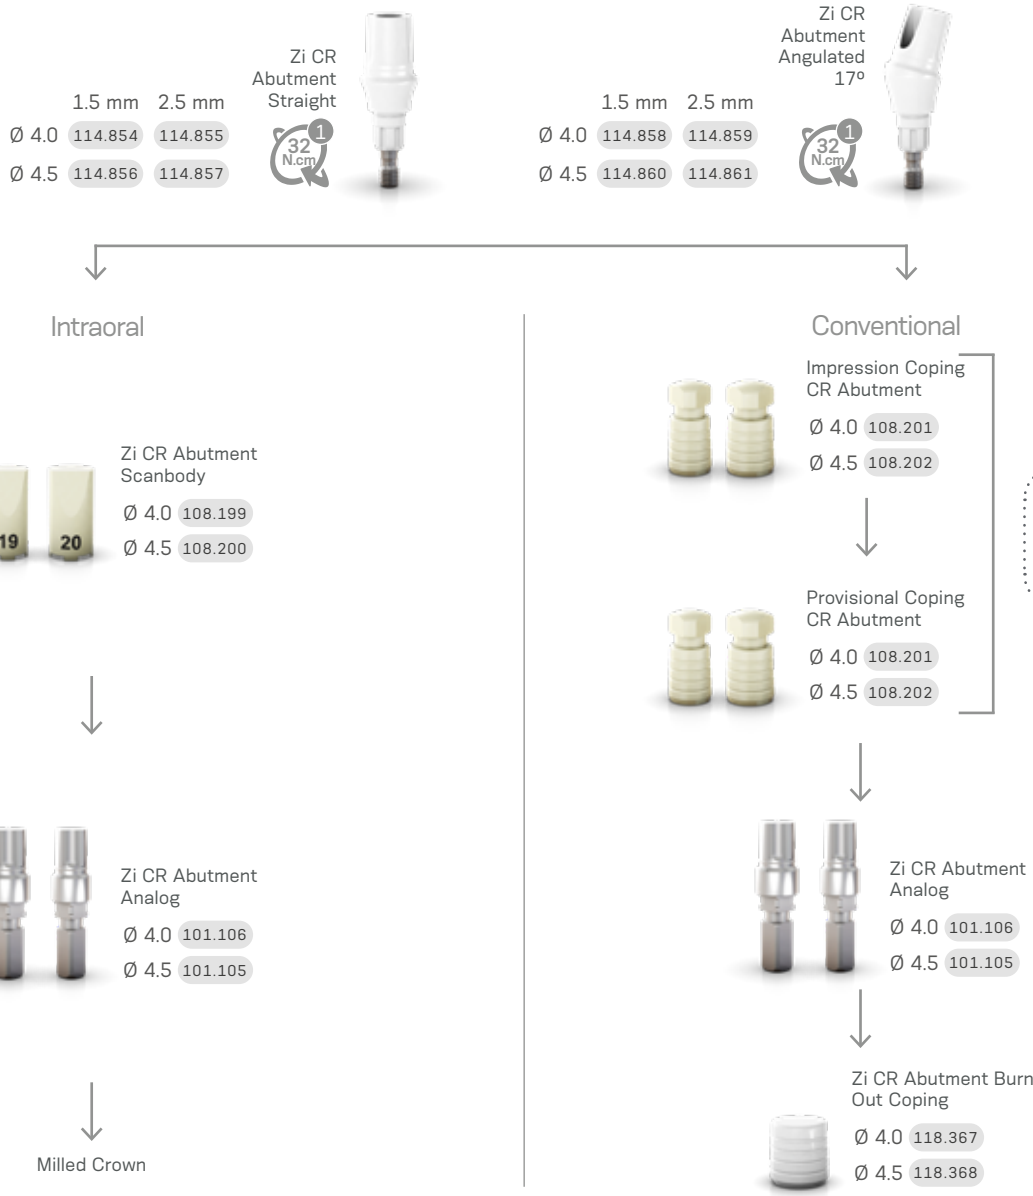 Zi CR
Abutment
Straight
1.5 mm 2.5 mm
Ø 4.0 114.854 114.855
Ø 4.5 114.856 114.857
32
N.cm
1
Zi CR
Abutment
Angulated
17º
1.5 mm 2.5 mm
Ø 4.0 114.858 114.859
Ø 4.5 114.860 114.861
32
N.cm
1
Intraoral
Zi CR Abutment
Scanbody
Ø 4.0 108.199
Ø 4.5 108.200
19 20
Zi CR Abutment
Analog
Ø 4.0 101.106
Ø 4.5 101.105
Milled Crown
Conventional
Impression Coping
CR Abutment
Ø 4.0 108.201
Ø 4.5 108.202
Provisional Coping
CR Abutment
Ø 4.0 108.201
Ø 4.5 108.202
Zi CR Abutment
Analog
Ø 4.0 101.106
Ø 4.5 101.105
Zi CR Abutment Burn
Out Coping
Ø 4.0 118.367
Ø 4.5 118.368